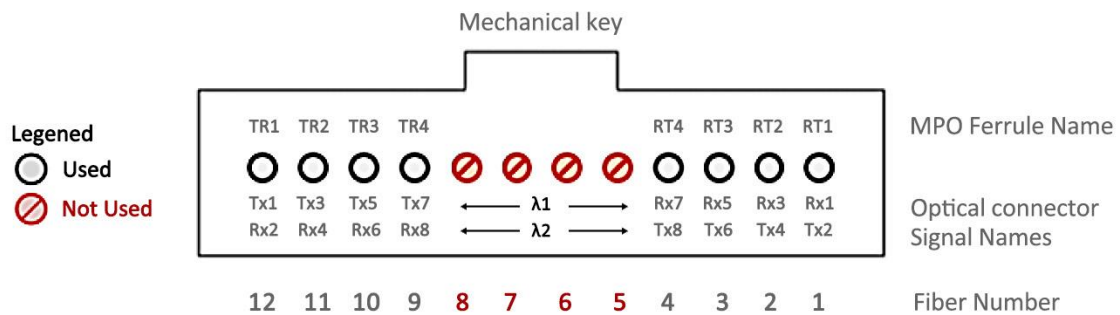 Mechanical key
TR1 TR2 TR3 TR4 RT4 RT3 RT2 RT1 MPO Ferrule Name
Legened
Used
Not Used
Tx1 Tx3 Tx5 Tx7 λ1 Rx7 Rx5 Rx3 Rx1 Optical connector
Rx2 Rx4 Rx6 Rx8 λ2 Tx8 Tx6 Tx4 Tx2 Signal Names
12 11 10 9 8 7 6 5 4 3 2 1 Fiber Number